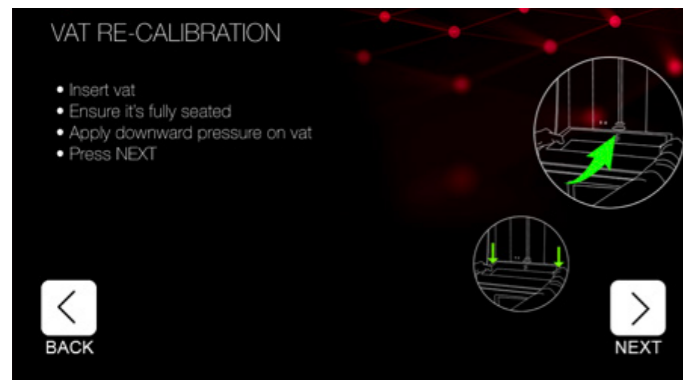 VAT RE-CALIBRATION
• Insert vat
• Ensure it's fully seated
• Apply downward pressure on vat
• Press NEXT
BACK
NEXT